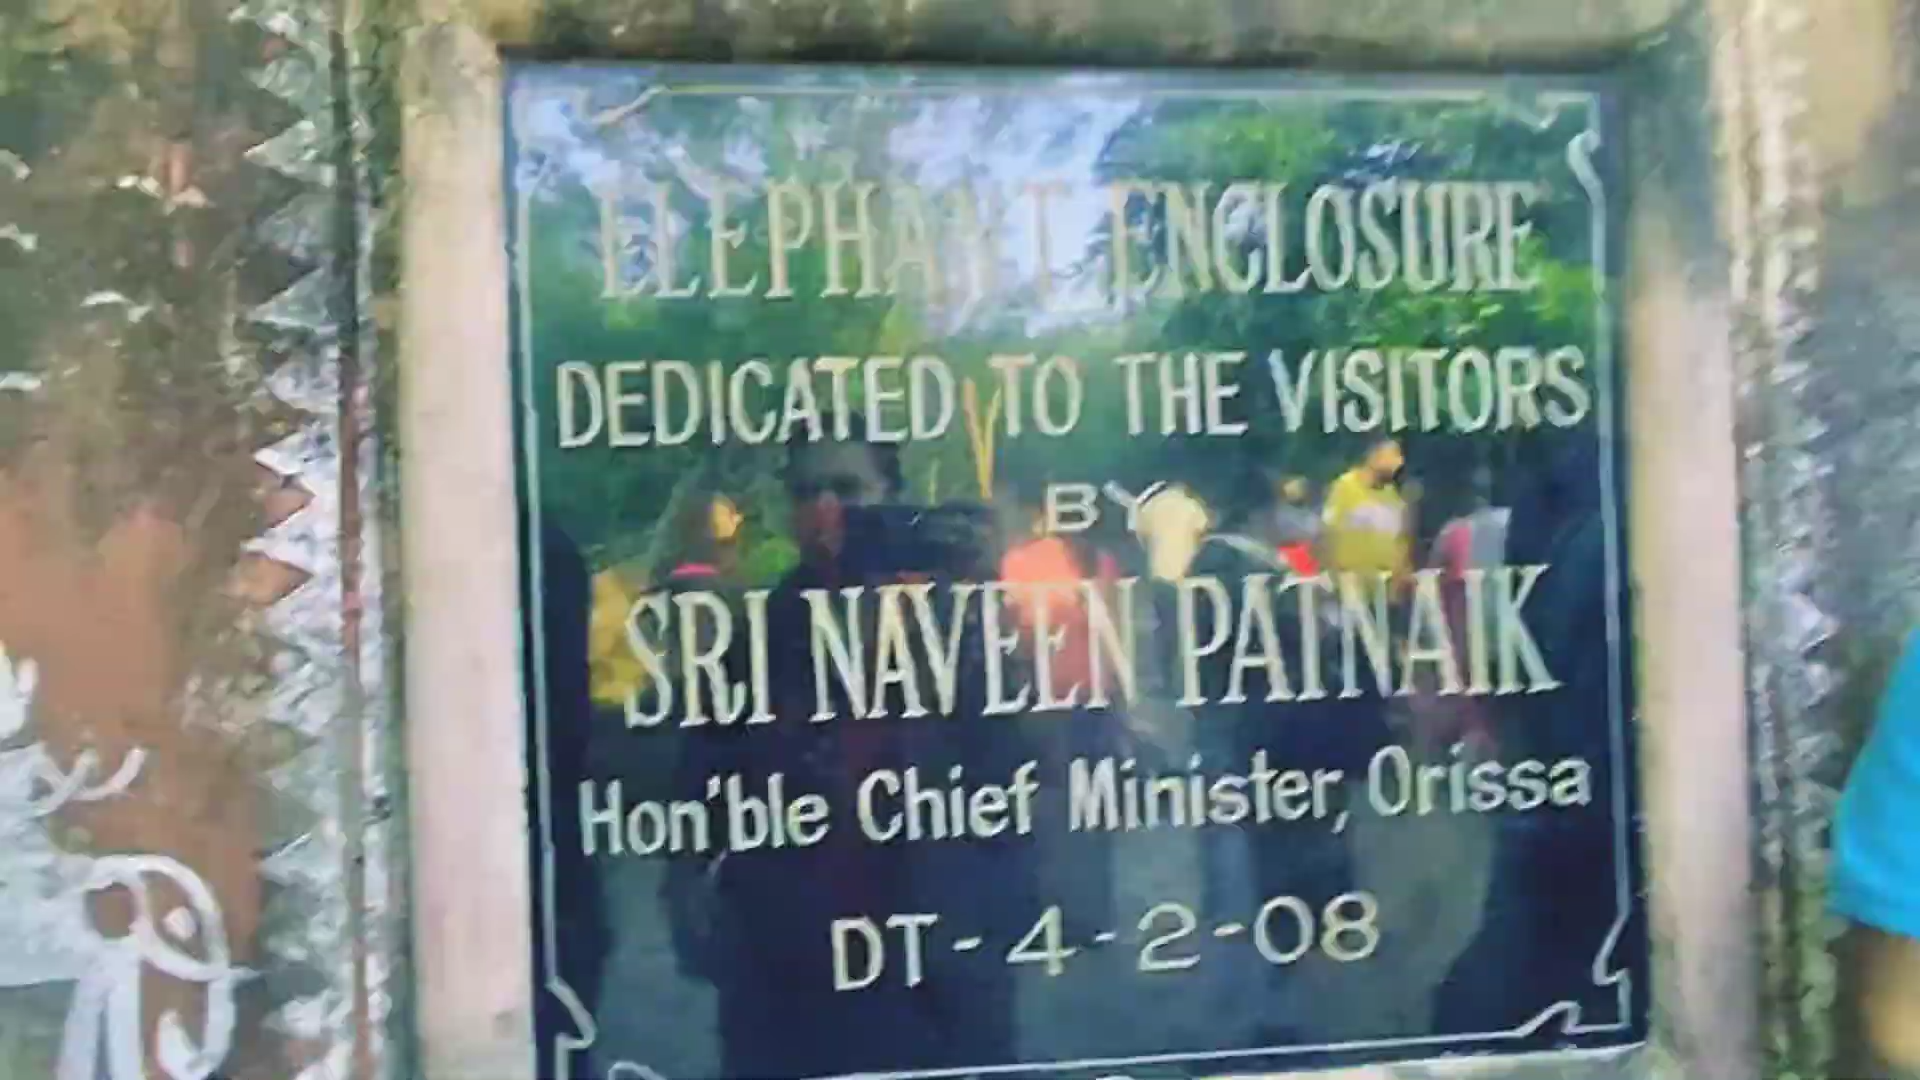 ELEPHANT ENCLOSURE
DEDICATED TO THE VISITORS
BY
SRI NAVEEN PATNAIK
Hon'ble Chief Minister, Orissa
DT-4-2-08